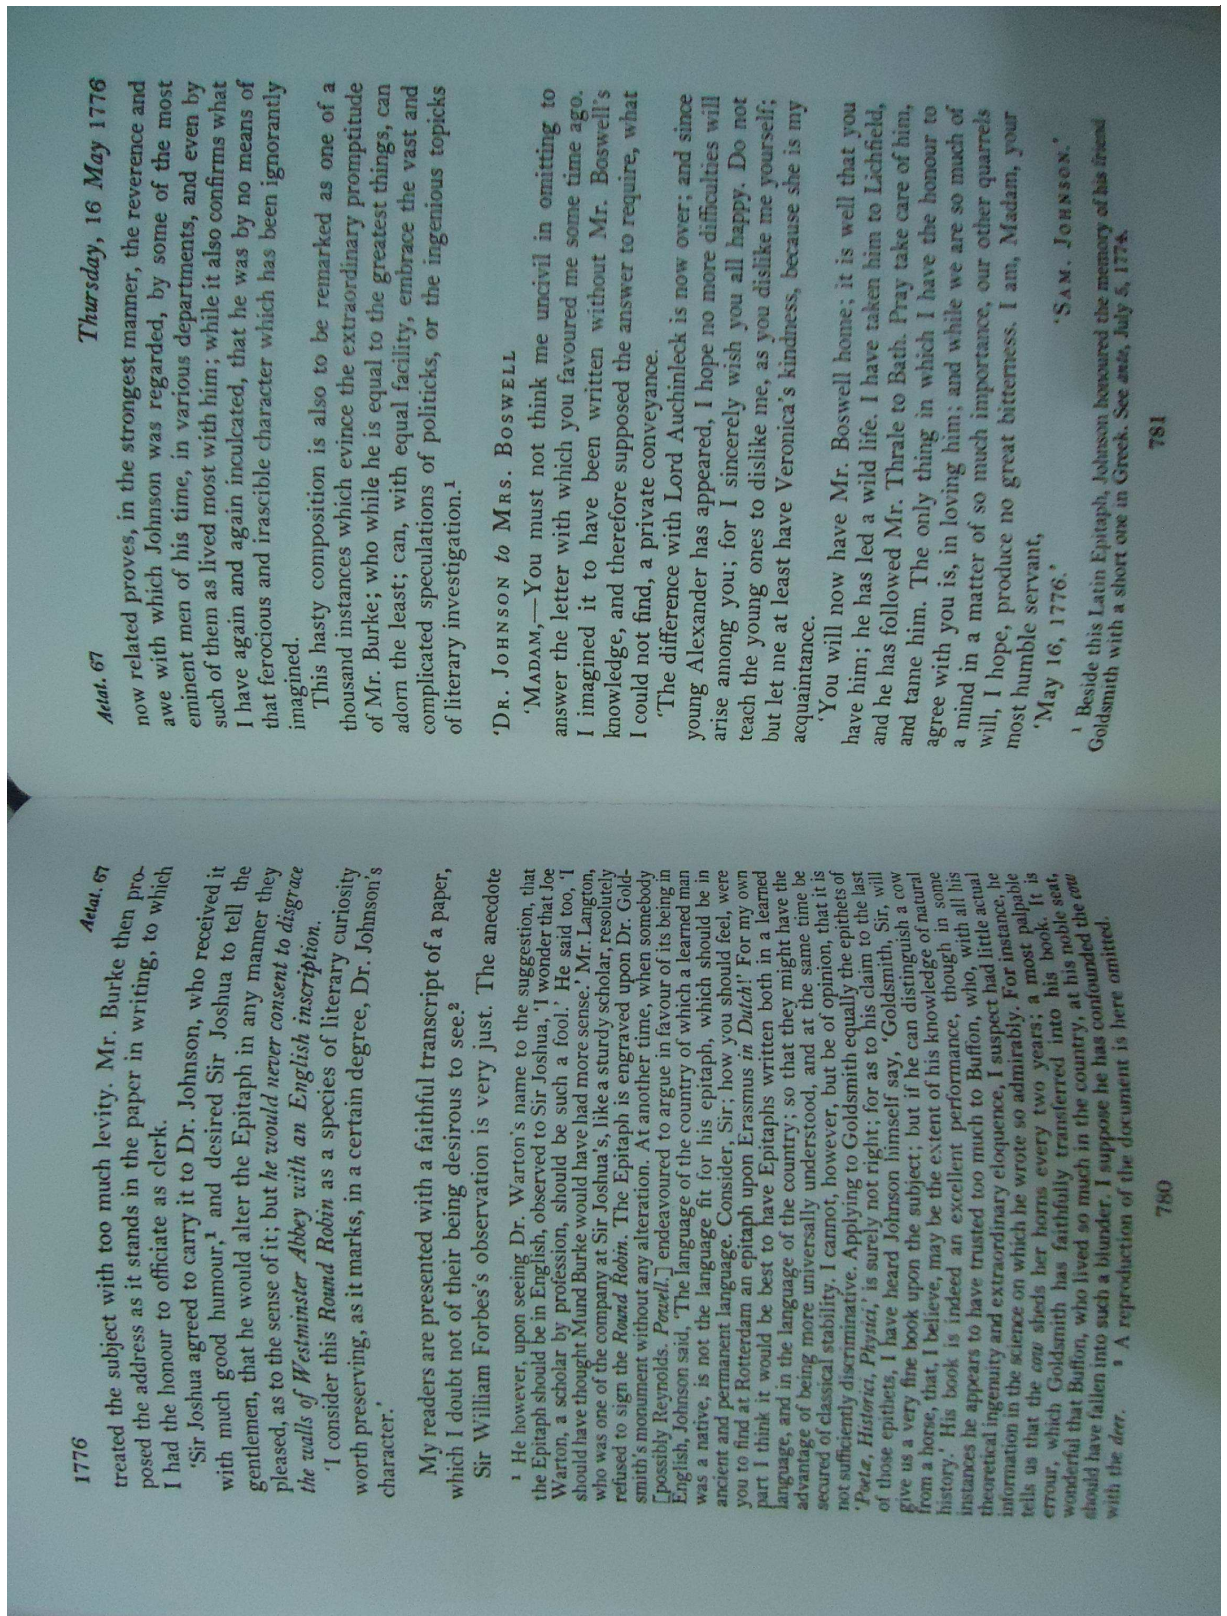 1776 Aetat. 67
treated the subject with too much levity. Mr. Burke then pro-
posed the address as it stands in the paper in writing, to which
I had the honour to officiate as clerk.
‘Sir Joshua agreed to carry it to Dr. Johnson, who received it
with much good humour,¹ and desired Sir Joshua to tell the
gentlemen, that he would alter the Epitaph in any manner they
pleased, as to the sense of it; but he would never consent to disgrace
the walls of Westminster Abbey with an English inscription.
‘I consider this Round Robin as a species of literary curiosity
worth preserving, as it marks, in a certain degree, Dr. Johnson’s
character.’
My readers are presented with a faithful transcript of a paper,
which I doubt not of their being desirous to see.²
Sir William Forbes’s observation is very just. The anecdote
¹ He however, upon seeing Dr. Warton’s name to the suggestion, that
the Epitaph should be in English, observed to Sir Joshua, ‘I wonder that Joe
Warton, a scholar by profession, should be such a fool.’ He said too, ‘I
should have thought Mund Burke would have had more sense.’ Mr. Langton,
who was one of the company at Sir Joshua’s, like a sturdy scholar, resolutely
refused to sign the Round Robin. The Epitaph is engraved upon Dr. Gold-
smith’s monument without any alteration. At another time, when somebody
[possibly Reynolds. Powell.] endeavoured to argue in favour of its being in
English, Johnson said, ‘The language of the country of which a learned man
was a native, is not the language fit for his epitaph, which should be in
ancient and permanent language. Consider, Sir; how you should feel, were
you to find at Rotterdam an epitaph upon Erasmus in Dutch!’ For my own
part I think it would be best to have Epitaphs written both in a learned
language, and in the language of the country; so that they might have the
advantage of being more universally understood, and at the same time be
secured of classical stability. I cannot, however, but be of opinion, that it is
not sufficiently discriminative. Applying to Goldsmith equally the epithets of
‘Poetæ, Historici, Physici,’ is surely not right; for as to his claim to the last
of those epithets, I have heard Johnson himself say, ‘Goldsmith, Sir, will
give us a very fine book upon the subject; but if he can distinguish a cow
from a horse, that, I believe, may be the extent of his knowledge of natural
history.’ His book is indeed an excellent performance, though in some
instances he appears to have trusted too much to Buffon, who, with all his
theoretical ingenuity and extraordinary eloquence, I suspect had little actual
information in the science on which he wrote so admirably. For instance, he
tells us that the cow sheds her horns every two years; a most palpable
errour, which Goldsmith has faithfully transferred into his book. It is
wonderful that Buffon, who lived so much in the country, at his noble seat,
should have fallen into such a blunder. I suppose he has confounded the cow
with the deer. ² A reproduction of the document is here omitted.
780
Aetat. 67 Thursday, 16 May 1776
now related proves, in the strongest manner, the reverence and
awe with which Johnson was regarded, by some of the most
eminent men of his time, in various departments, and even by
such of them as lived most with him; while it also confirms what
I have again and again inculcated, that he was by no means of
that ferocious and irascible character which has been ignorantly
imagined.
This hasty composition is also to be remarked as one of a
thousand instances which evince the extraordinary promptitude
of Mr. Burke; who while he is equal to the greatest things, can
adorn the least; can, with equal facility, embrace the vast and
complicated speculations of politicks, or the ingenious topicks
of literary investigation.¹
‘DR. JOHNSON to MRS. BOSWELL
‘MADAM,—You must not think me uncivil in omitting to
answer the letter with which you favoured me some time ago.
I imagined it to have been written without Mr. Boswell’s
knowledge, and therefore supposed the answer to require, what
I could not find, a private conveyance.
‘The difference with Lord Auchinleck is now over; and since
young Alexander has appeared, I hope no more difficulties will
arise among you; for I sincerely wish you all happy. Do not
teach the young ones to dislike me, as you dislike me yourself;
but let me at least have Veronica’s kindness, because she is my
acquaintance.
‘You will now have Mr. Boswell home; it is well that you
have him; he has led a wild life. I have taken him to Lichfield,
and he has followed Mr. Thrale to Bath. Pray take care of him,
and tame him. The only thing in which I have the honour to
agree with you is, in loving him; and while we are so much of
a mind in a matter of so much importance, our other quarrels
will, I hope, produce no great bitterness. I am, Madam, your
most humble servant,
‘May 16, 1776.’ ‘SAM. JOHNSON.’
¹ Beside this Latin Epitaph, Johnson honoured the memory of his friend
Goldsmith with a short one in Greek. See ante, July 5, 1774.
781